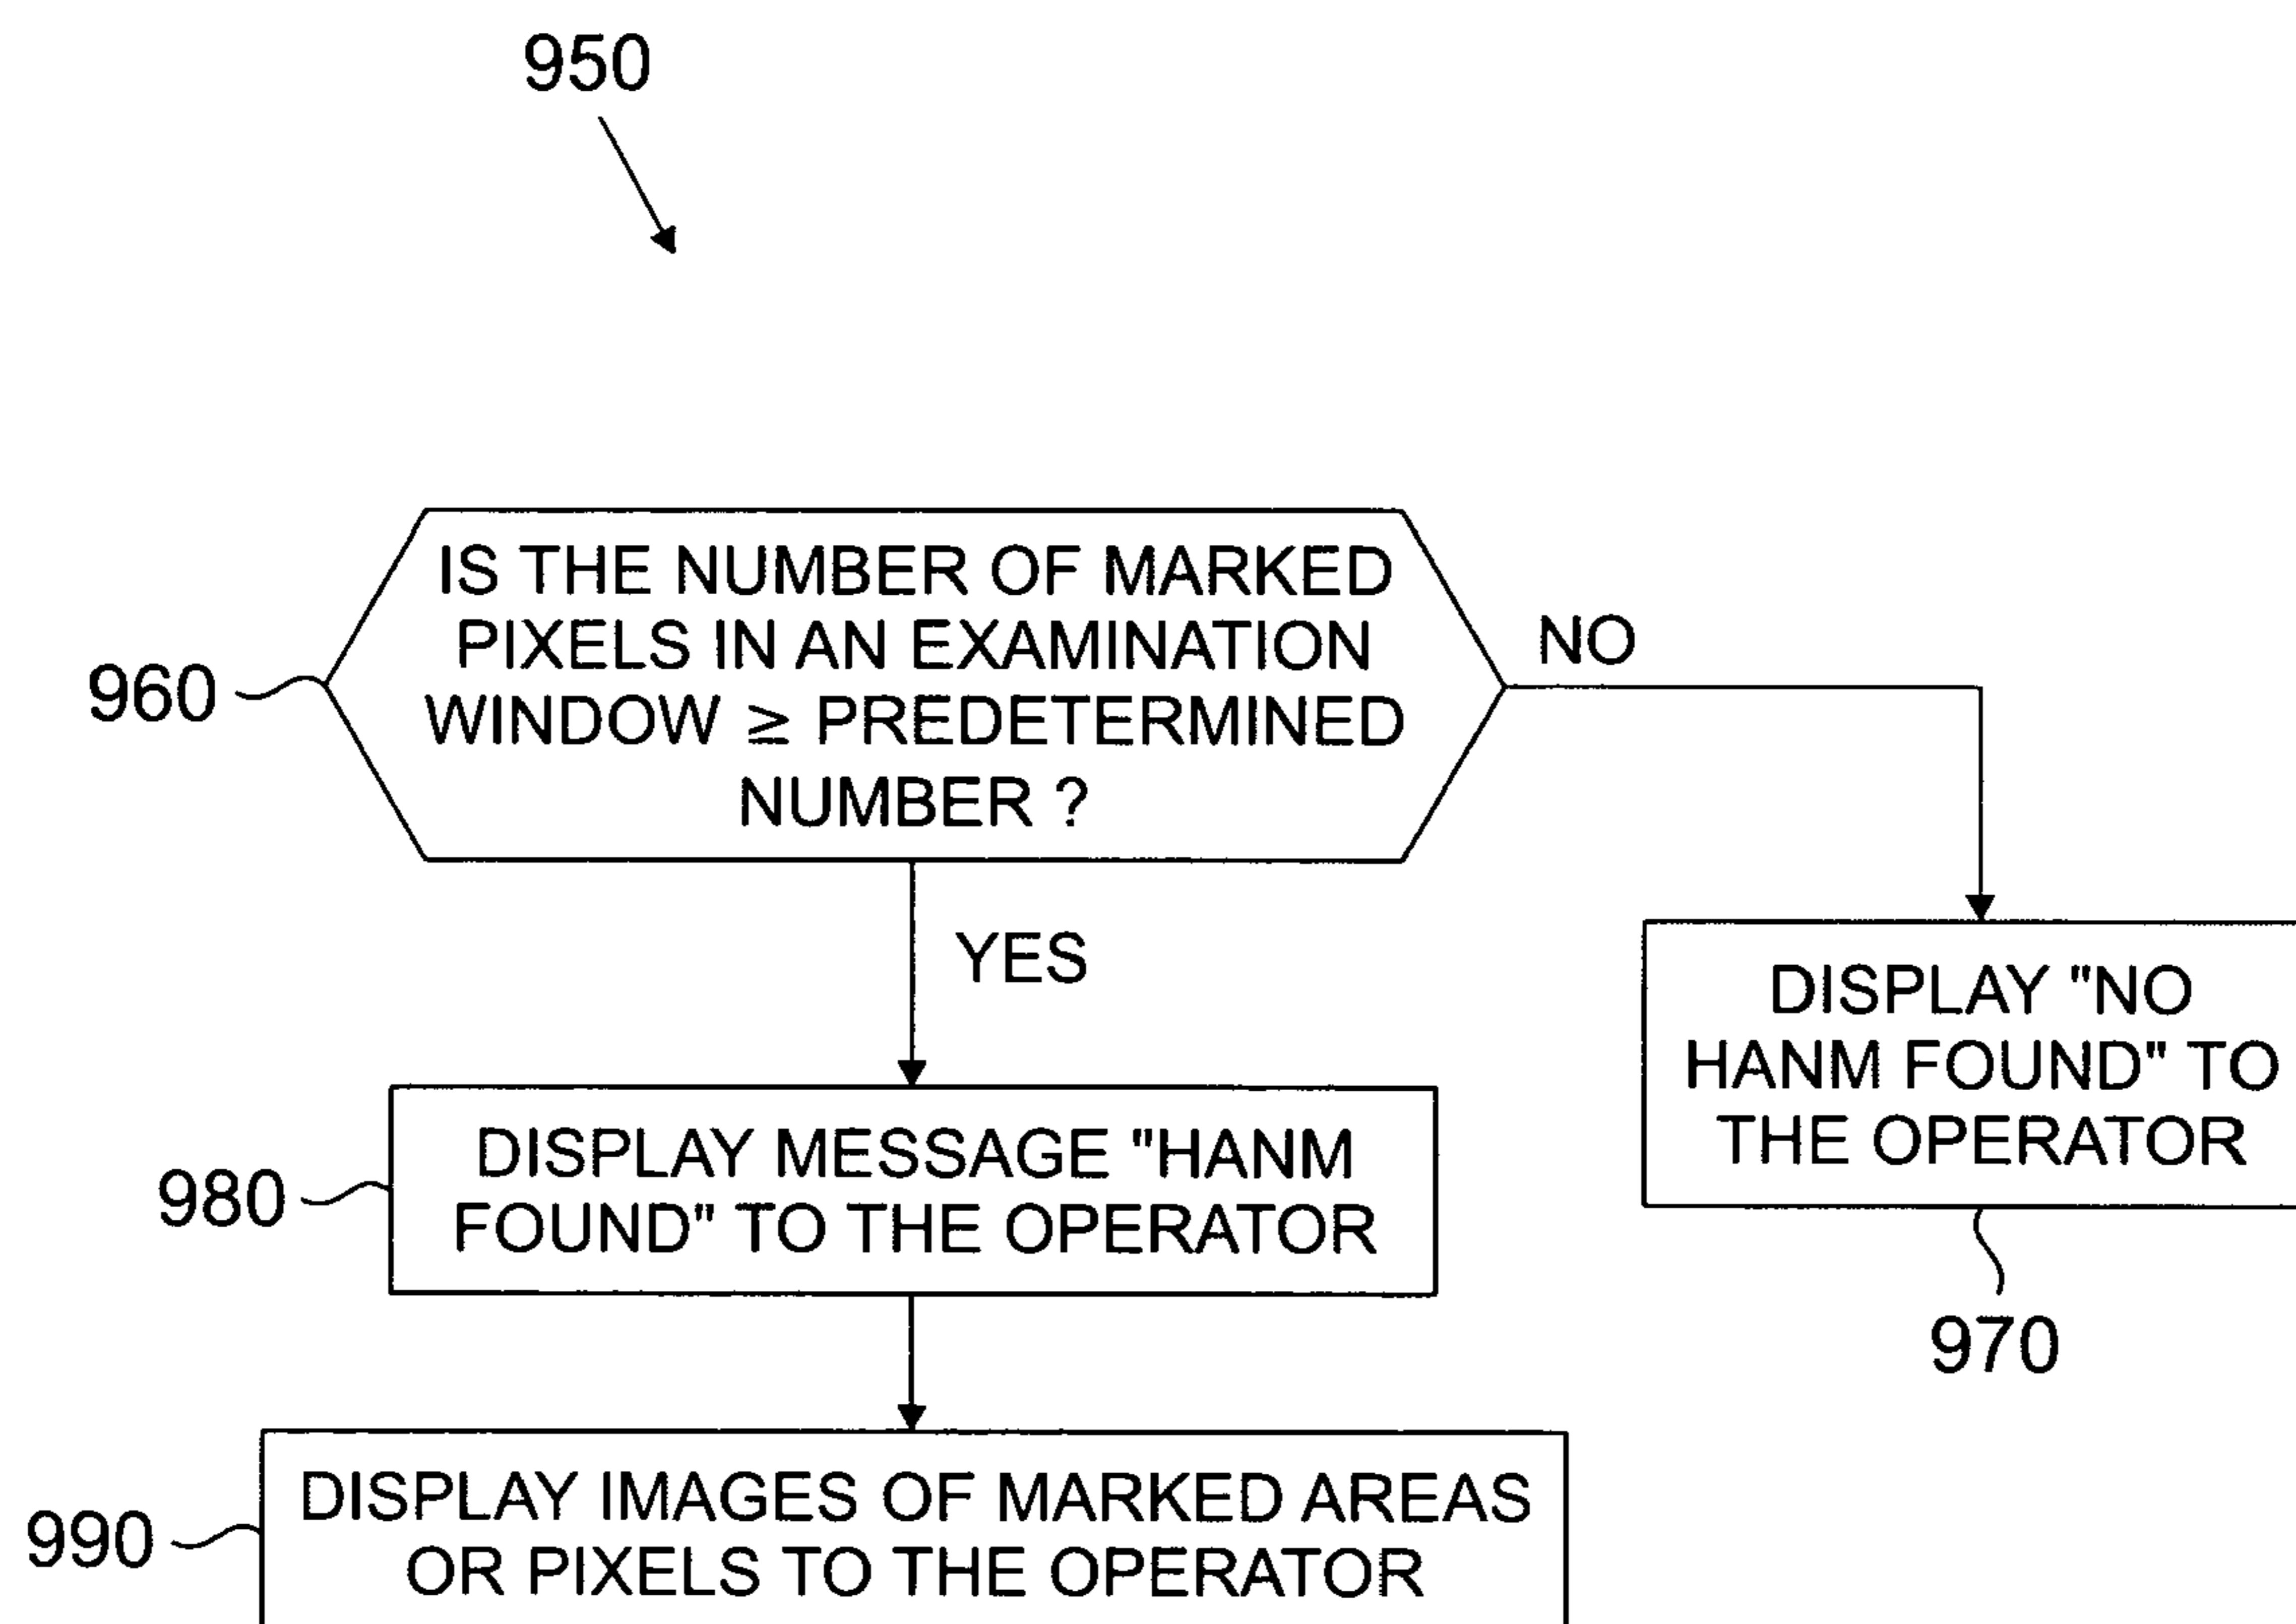 950
IS THE NUMBER OF MARKED
PIXELS IN AN EXAMINATION
WINDOW ≥ PREDETERMINED
NUMBER ?
960
NO
YES
DISPLAY "NO
HANM FOUND" TO
THE OPERATOR
970
DISPLAY MESSAGE "HANM
FOUND" TO THE OPERATOR
980
DISPLAY IMAGES OF MARKED AREAS
OR PIXELS TO THE OPERATOR
990